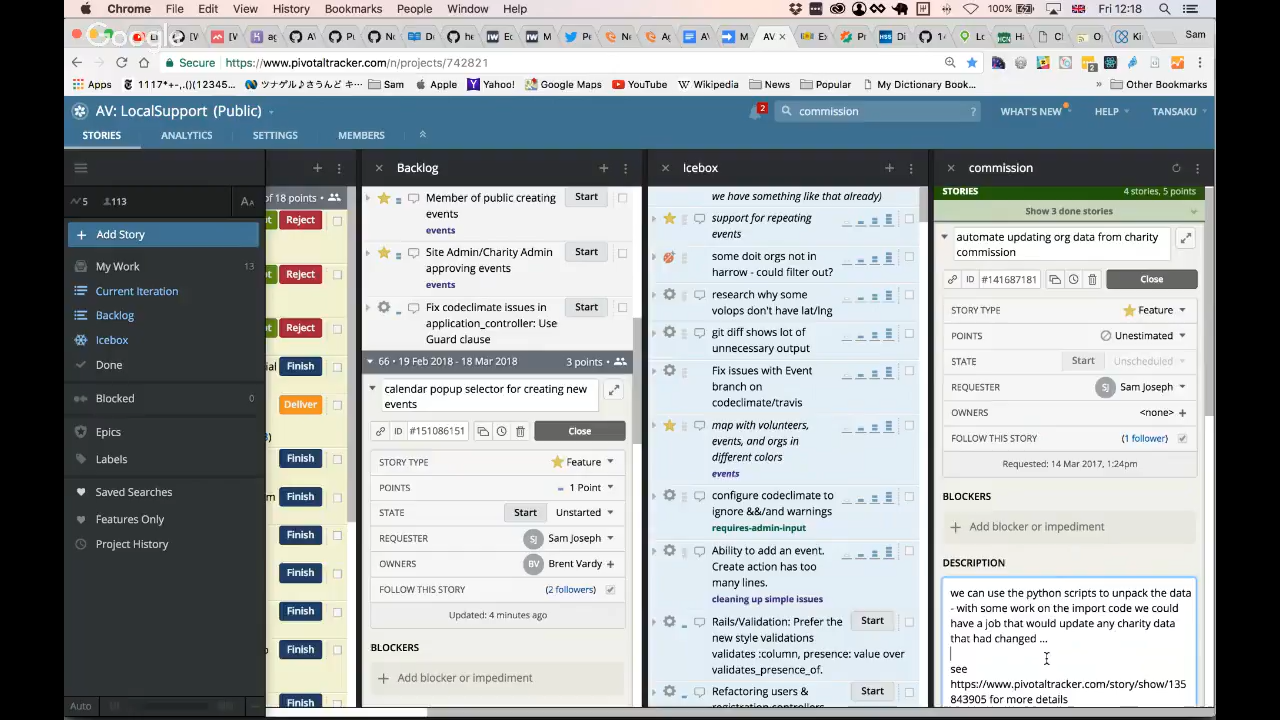 Chrome File Edit View History Bookmarks People Window Help
100% Fri 12:18
Google
AV Sam
Secure https://www.pivotaltracker.com/n/projects/742821
Apps Sam Apple Yahoo! Google Maps YouTube Wikipedia News Popular My Dictionary Book... » Other Bookmarks
AV: LocalSupport (Public)
2
commission ?
WHAT'S NEW HELP TANSAKU
STORIES ANALYTICS SETTINGS MEMBERS
5 113
Add Story
My Work 13
Current Iteration
Backlog
Icebox
Done
Blocked 0
Epics
Labels
Saved Searches
Features Only
Project History
Auto
of 18 points
Reject
Reject
Reject
Finish
Deliver
Finish
Finish
Finish
Finish
Finish
Finish
Finish
Backlog
Member of public creating events
Start
events
Site Admin/Charity Admin approving events
Start
events
Fix codeclimate issues in application_controller: Use Guard clause
Start
66 • 19 Feb 2018 - 18 Mar 2018 3 points •
calendar popup selector for creating new
events
ID #151086151 Close
STORY TYPE Feature
POINTS 1 Point
STATE Start Unstarted
REQUESTER SJ Sam Joseph
OWNERS BV Brent Vardy +
FOLLOW THIS STORY (2 followers)
Updated: 4 minutes ago
BLOCKERS
+ Add blocker or impediment
Icebox
we have something like that already)
support for repeating
events
some doit orgs not in
harrow - could filter out?
research why some
volops don't have lat/lng
git diff shows lot of
unnecessary output
Fix issues with Event
branch on
codeclimate/travis
map with volunteers,
events, and orgs in
different colors
events
configure codeclimate to
ignore &&/and warnings
requires-admin-input
Ability to add an event.
Create action has too
many lines.
cleaning up simple issues
Rails/Validation: Prefer the
new style validations
validates :column, presence: value over
validates_presence_of.
Start
Refactoring users &
registration controllers
Start
commission
STORIES 4 stories, 5 points
Show 3 done stories
automate updating org data from charity
commission
ID #141687181 Close
STORY TYPE Feature
POINTS Unestimated
STATE Start Unscheduled
REQUESTER SJ Sam Joseph
OWNERS <none> +
FOLLOW THIS STORY (1 follower)
Requested: 14 Mar 2017, 1:24pm
BLOCKERS
+ Add blocker or impediment
DESCRIPTION
we can use the python scripts to unpack the data
- with some work on the import code we could
have a job that would update any charity data
that had changed ...
see
https://www.pivotaltracker.com/story/show/135
843905 for more details